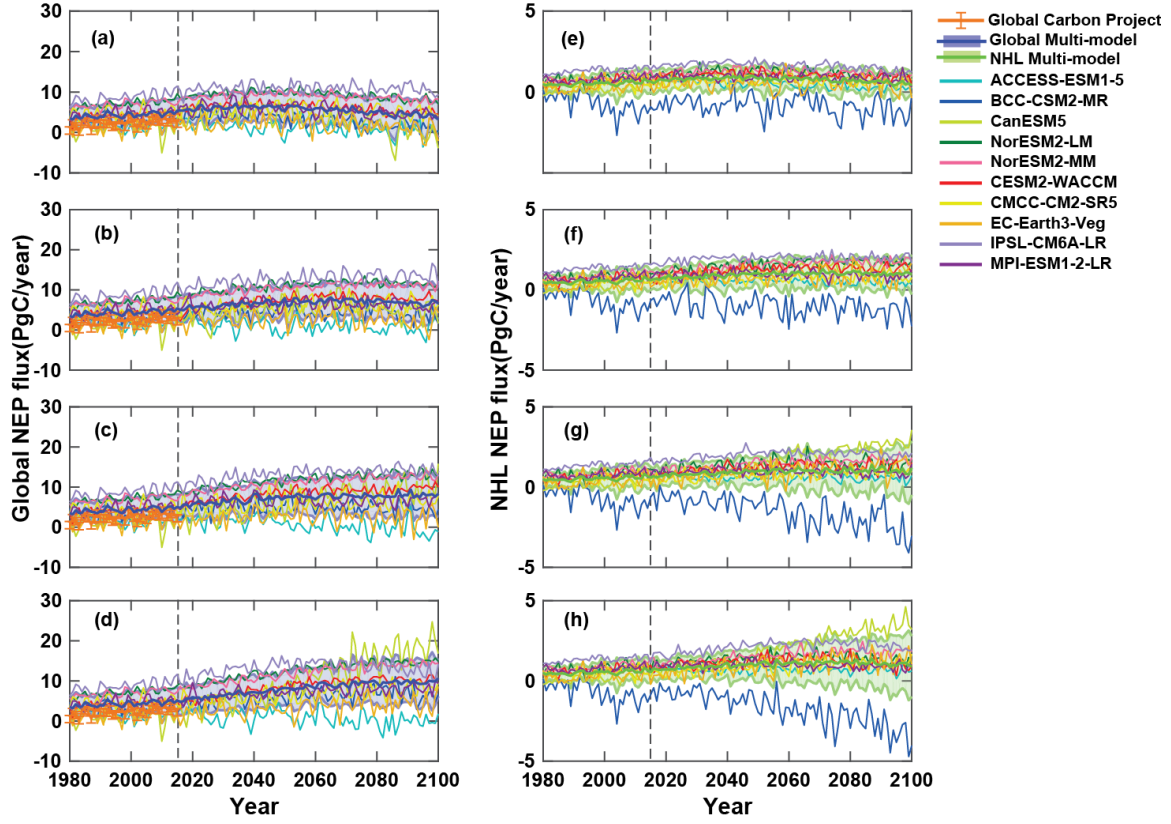 30
(a)
20
10
0
-10
30
(b)
20
10
0
-10
30
(c)
20
10
0
-10
30
(d)
20
10
0
-10
1980 2000 2020 2040 2060 2080 2100
Year
Global NEP flux(PgC/year)
5
(e)
0
5
(f)
0
-5
5
(g)
0
-5
5
(h)
0
-5
1980 2000 2020 2040 2060 2080 2100
Year
NHL NEP flux(PgC/year)
Global Carbon Project
Global Multi-model
NHL Multi-model
ACCESS-ESM1-5
BCC-CSM2-MR
CanESM5
NorESM2-LM
NorESM2-MM
CESM2-WACCM
CMCC-CM2-SR5
EC-Earth3-Veg
IPSL-CM6A-LR
MPI-ESM1-2-LR